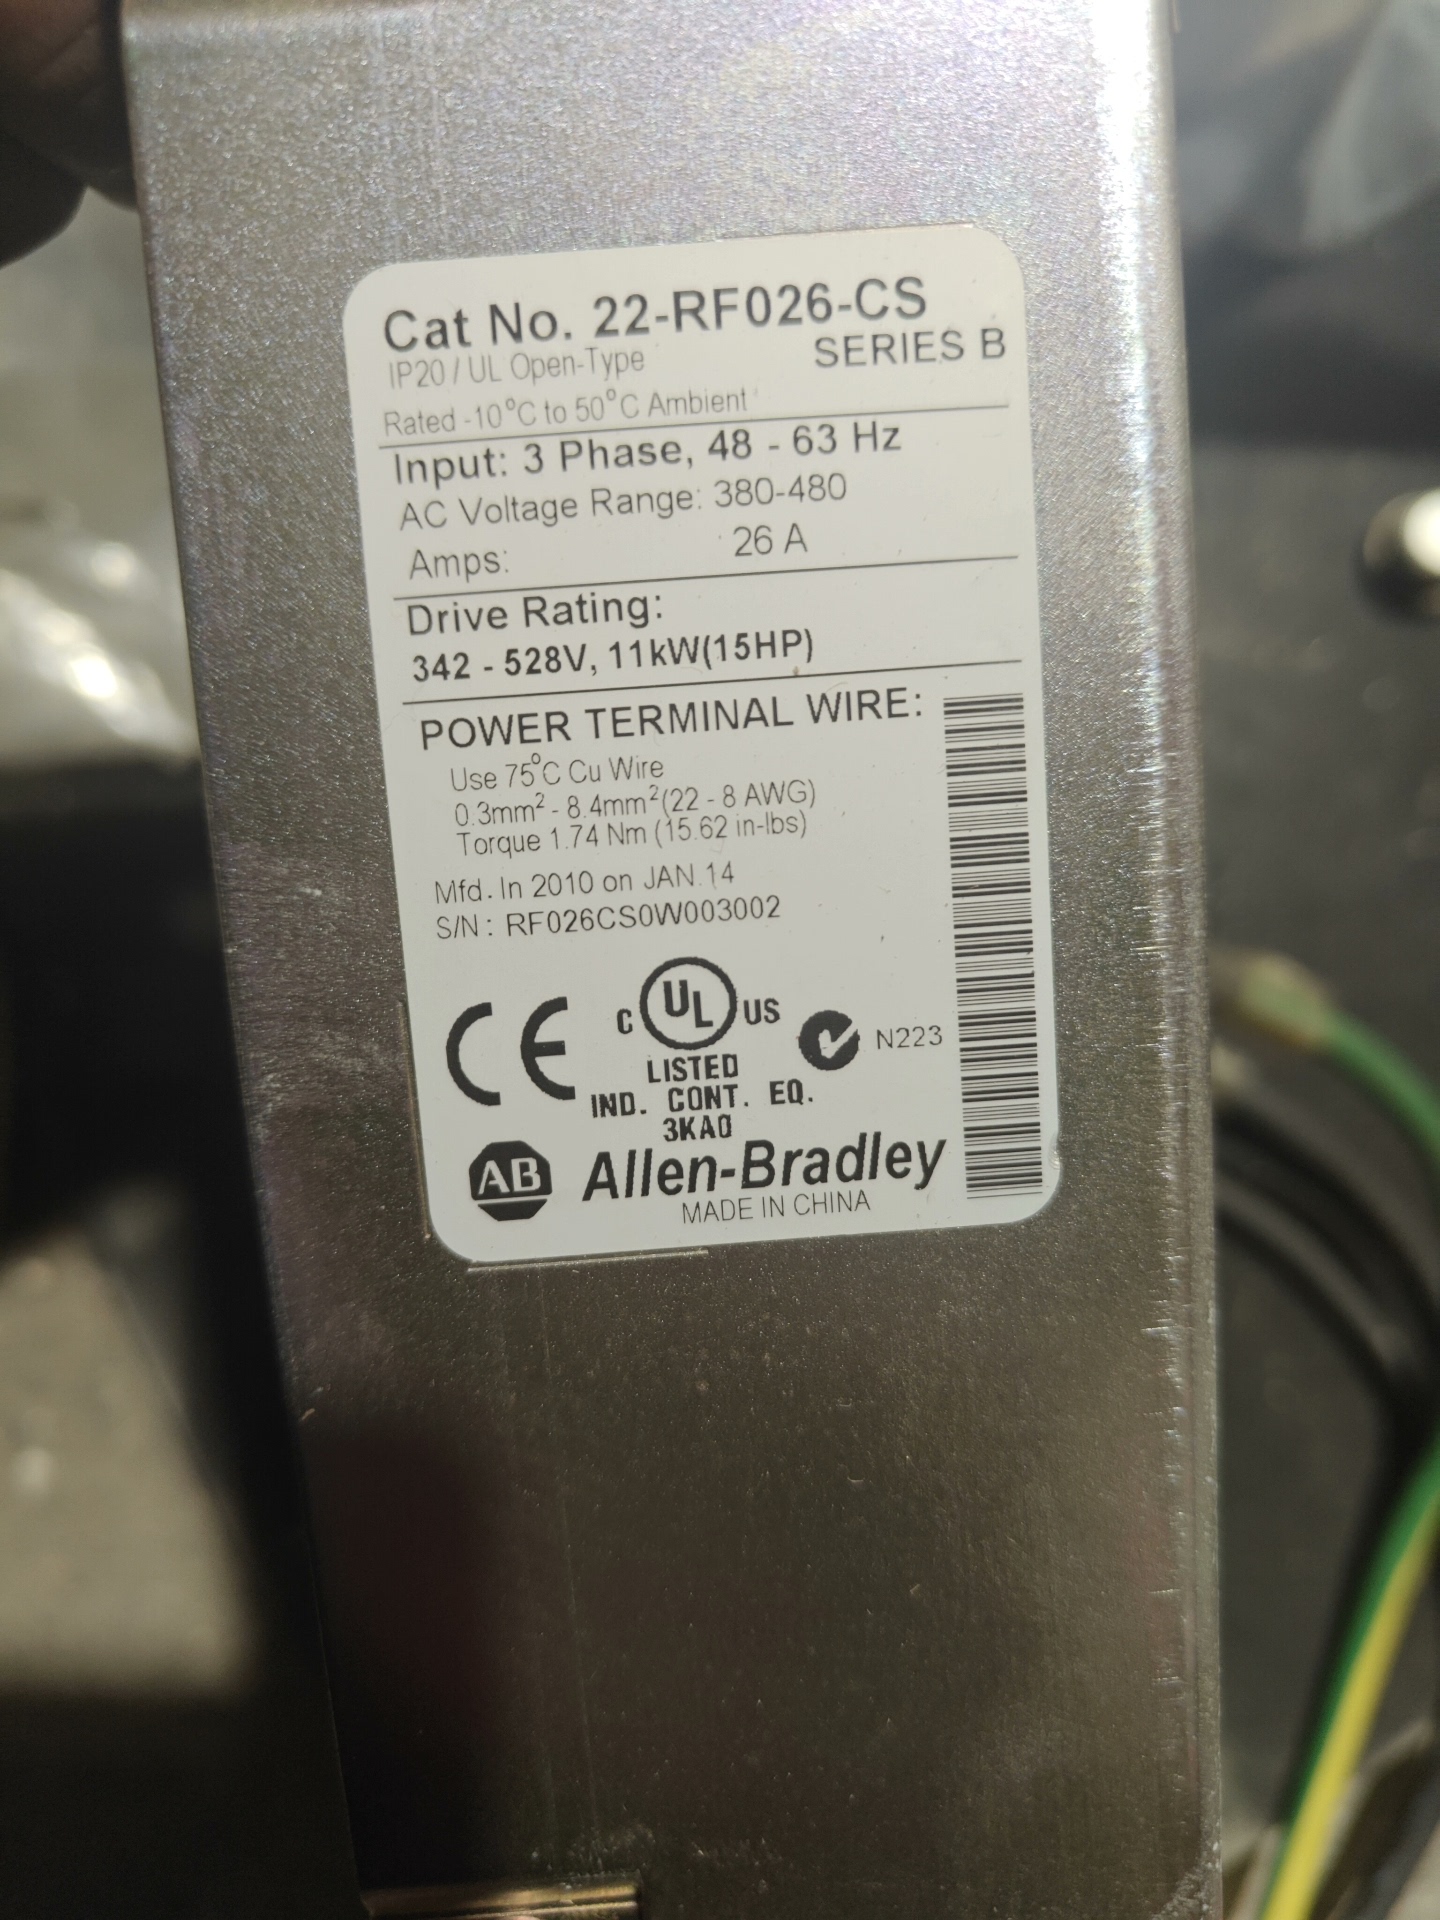 Cat No. 22-RF026-CS
IP20 / UL Open-Type
SERIES B
Rated -10°C to 50°C Ambient
Input: 3 Phase, 48 - 63 Hz
AC Voltage Range: 380-480
Amps: 26 A
Drive Rating:
342 - 528V, 11kW(15HP)
POWER TERMINAL WIRE:
Use 75°C Cu Wire
0.3mm² - 8.4mm²(22 - 8 AWG)
Torque 1.74 Nm (15.62 in-lbs)
Mfd. In 2010 on JAN.14
S/N : RF026CS0W003002
CE
C UL US
N223
LISTED
IND. CONT. EQ.
3KA0
AB Allen-Bradley
MADE IN CHINA